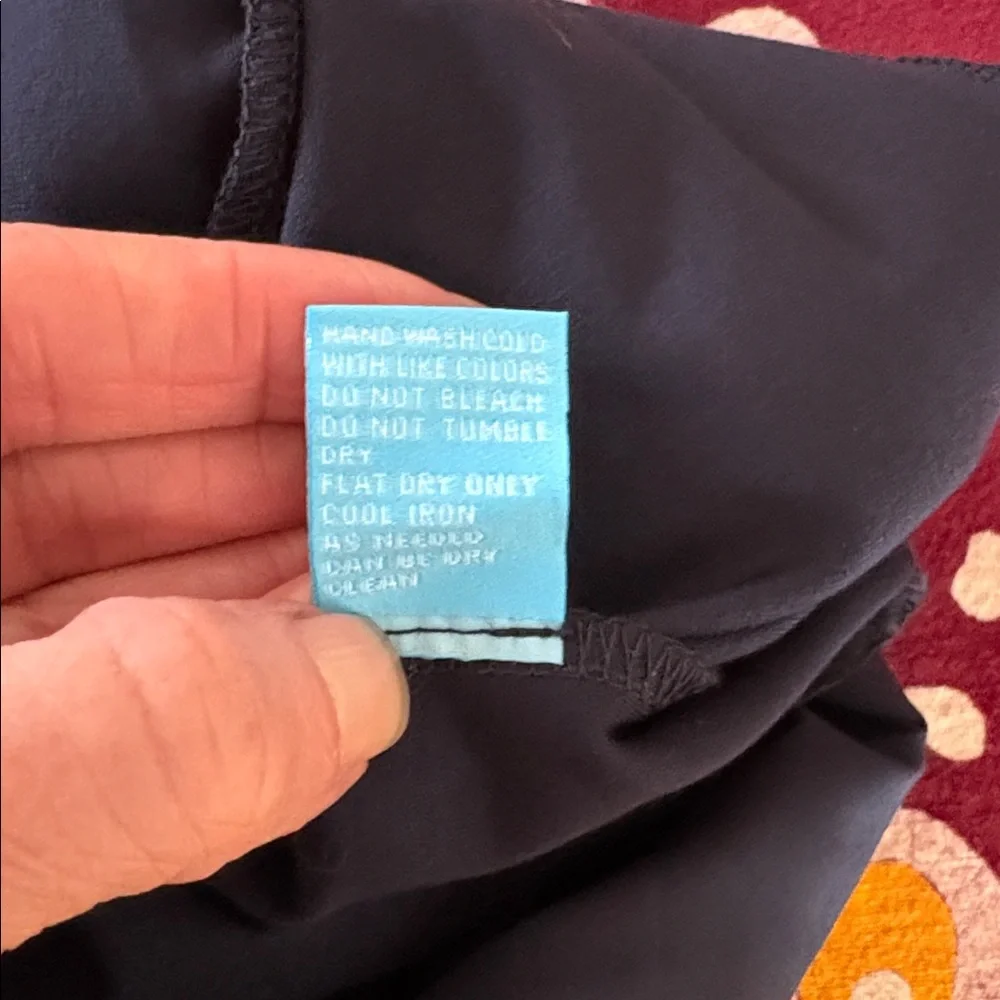 HAND WASH COLD
WITH LIKE COLORS
DO NOT BLEACH
DO NOT TUMBLE
DRY
FLAT DRY ONLY
COOL IRON
AS NEEDED
CAN BE DRY
CLEAN